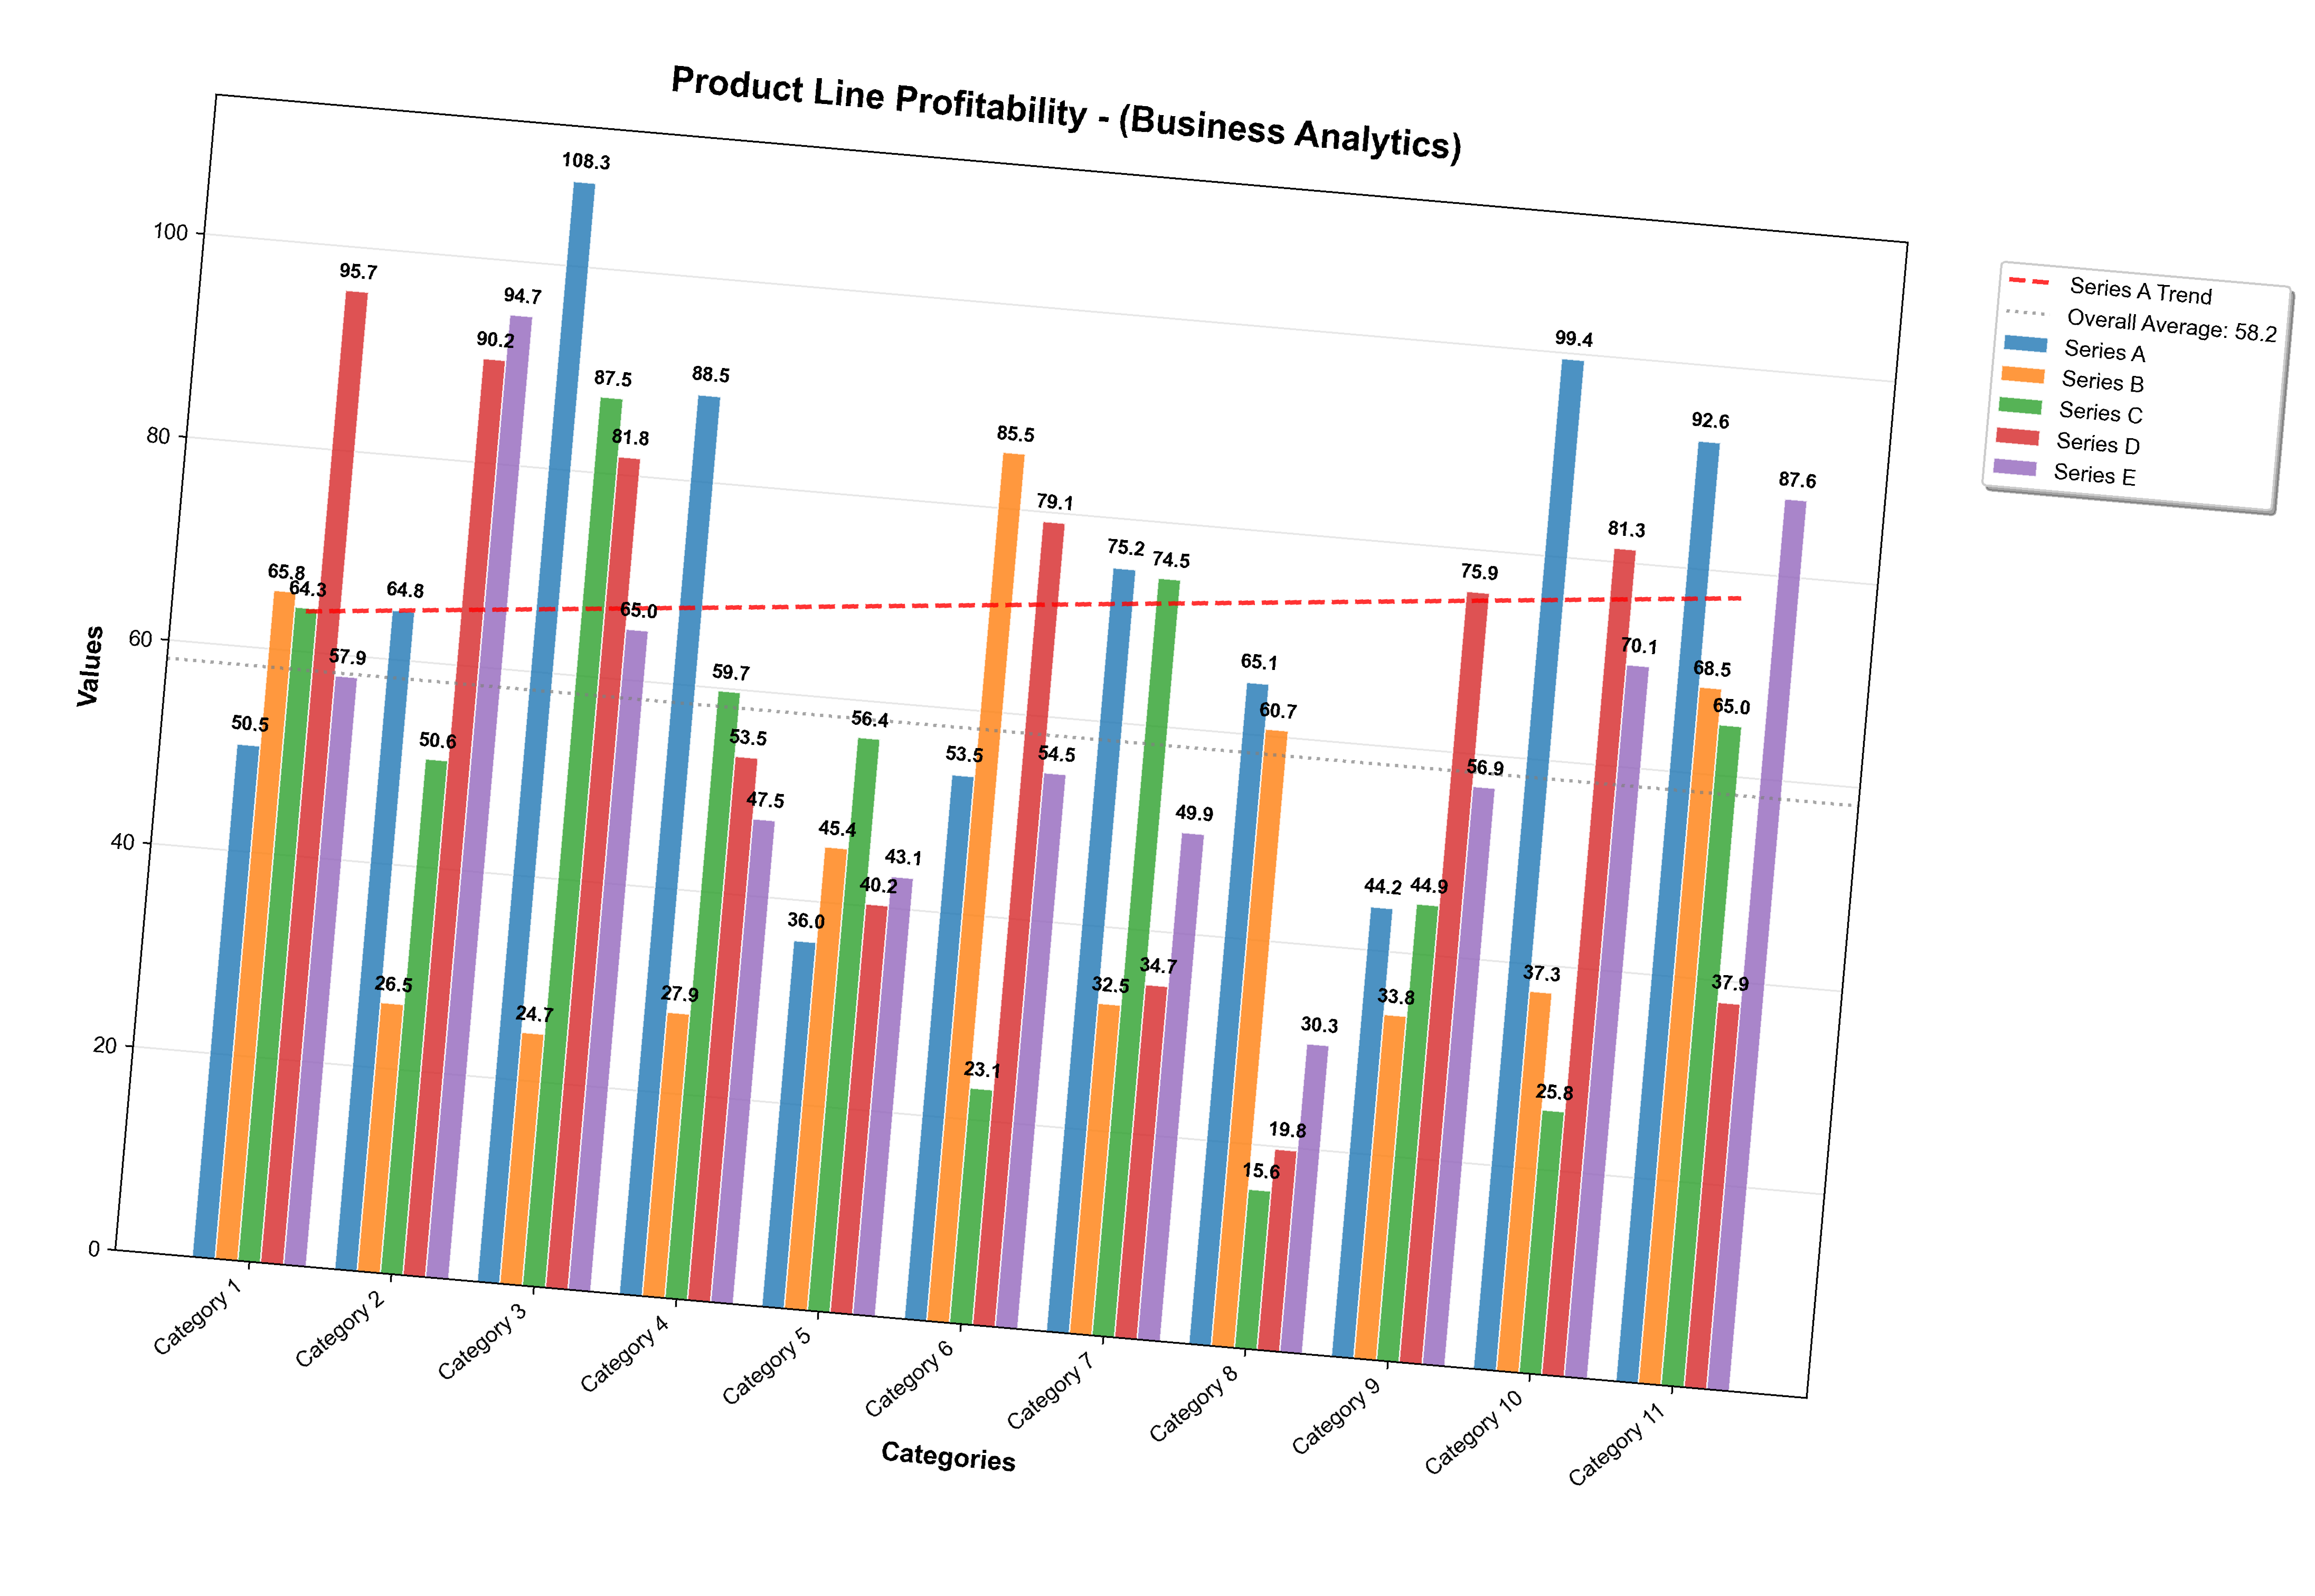 Product Line Profitability - (Business Analytics)
Values
100
80
60
40
20
0
50.5
65.8
64.3
95.7
57.9
64.8
26.5
50.6
90.2
94.7
108.3
24.7
87.5
81.8
65.0
88.5
27.9
59.7
53.5
47.5
36.0
45.4
56.4
40.2
43.1
53.5
85.5
23.1
79.1
54.5
75.2
32.5
74.5
34.7
49.9
65.1
60.7
15.6
19.8
30.3
44.2
33.8
44.9
75.9
56.9
99.4
37.3
25.8
81.3
70.1
92.6
68.5
65.0
37.9
87.6
Category 1
Category 2
Category 3
Category 4
Category 5
Category 6
Category 7
Category 8
Category 9
Category 10
Category 11
Categories
Series A Trend
Overall Average: 58.2
Series A
Series B
Series C
Series D
Series E